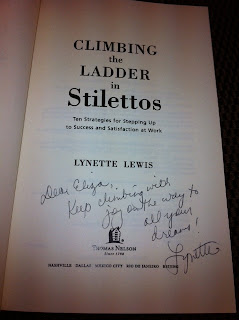 CLIMBING
the
LADDER
in
Stilettos
Ten Strategies for Stepping Up
to Success and Satisfaction at Work
LYNETTE LEWIS
Dear Eliza,
Keep climbing with
joy on the way to
all your
dreams!
Lynette
THOMAS NELSON
Since 1798
NASHVILLE DALLAS MEXICO CITY RIO DE JANEIRO BEIJING